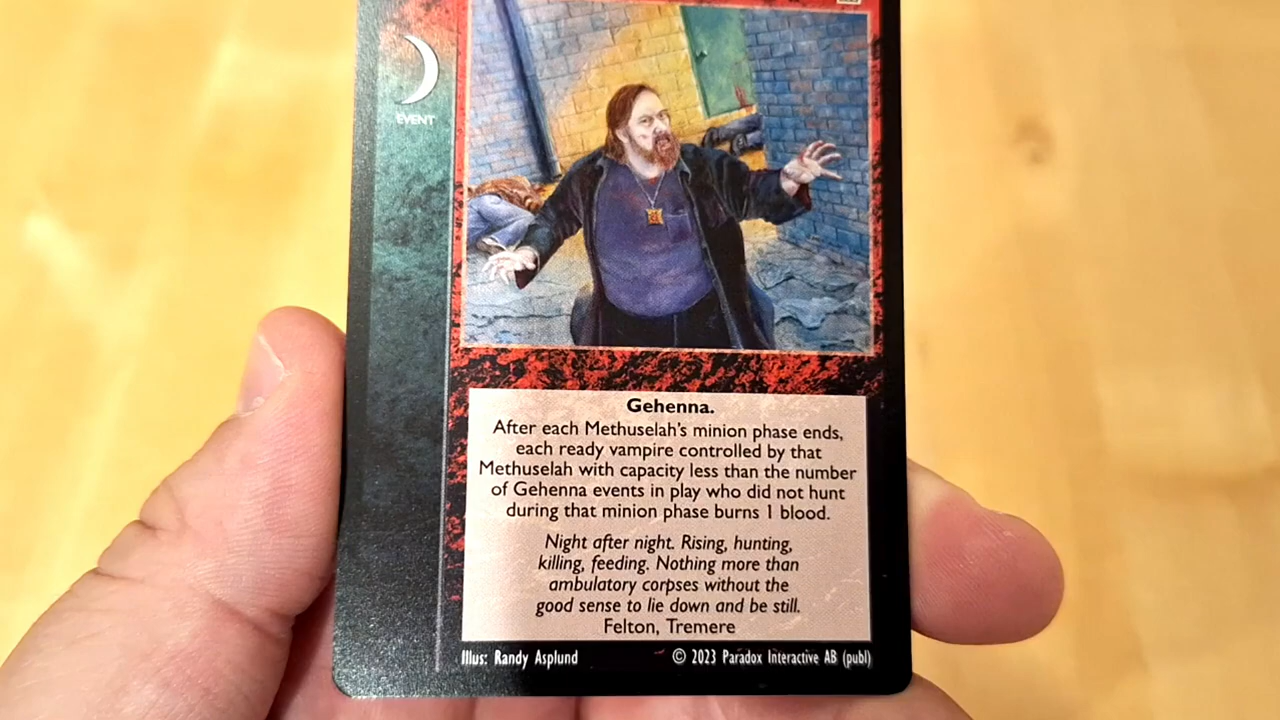 EVENT
Gehenna.
After each Methuselah's minion phase ends,
each ready vampire controlled by that
Methuselah with capacity less than the number
of Gehenna events in play who did not hunt
during that minion phase burns 1 blood.
Night after night. Rising, hunting,
killing, feeding. Nothing more than
ambulatory corpses without the
good sense to lie down and be still.
Felton, Tremere
Illus: Randy Asplund © 2023 Paradox Interactive AB (publ)